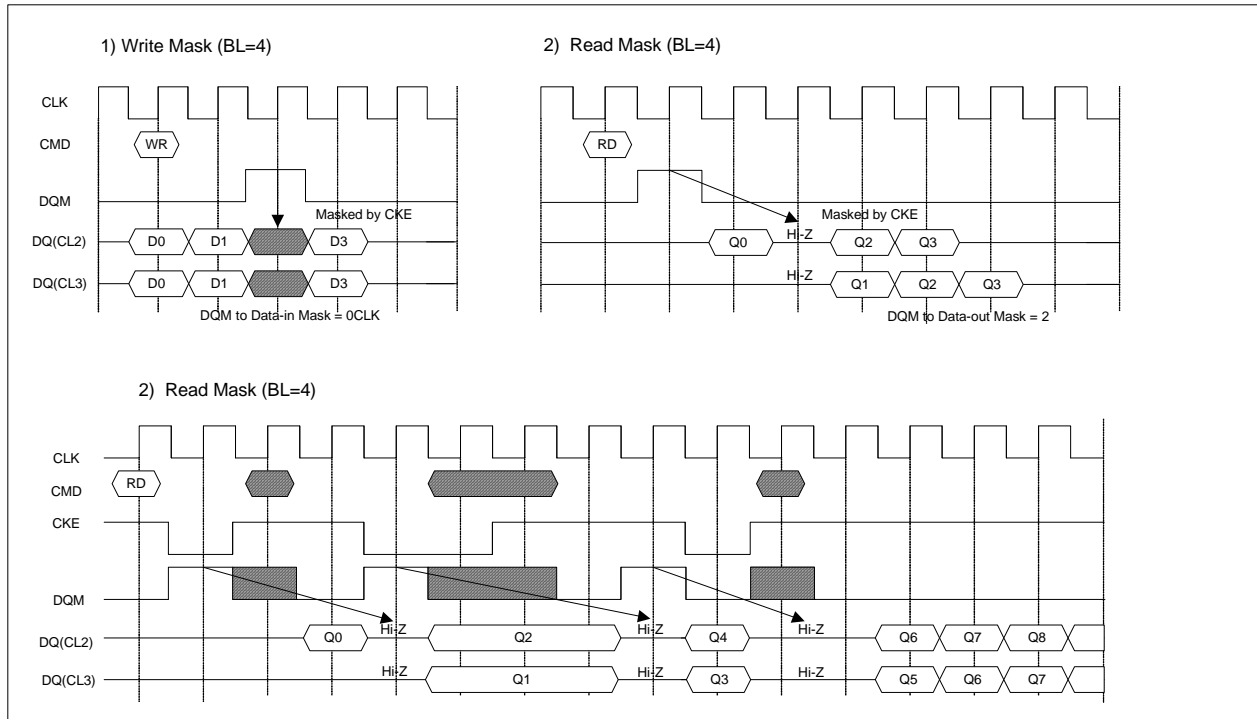 1) Write Mask (BL=4)
CLK
CMD
WR
DQM
Masked by CKE
DQ(CL2)
D0 D1 D3
DQ(CL3)
D0 D1 D3
DQM to Data-in Mask = 0CLK
2) Read Mask (BL=4)
RD
Masked by CKE
Hi-Z
Q0 Q2 Q3
Hi-Z
Q1 Q2 Q3
DQM to Data-out Mask = 2
2) Read Mask (BL=4)
CLK
CMD
RD
CKE
DQM
DQ(CL2)
Q0 Hi-Z Q2 Hi-Z Q4 Hi-Z Q6 Q7 Q8
DQ(CL3)
Hi-Z Q1 Hi-Z Q3 Hi-Z Q5 Q6 Q7